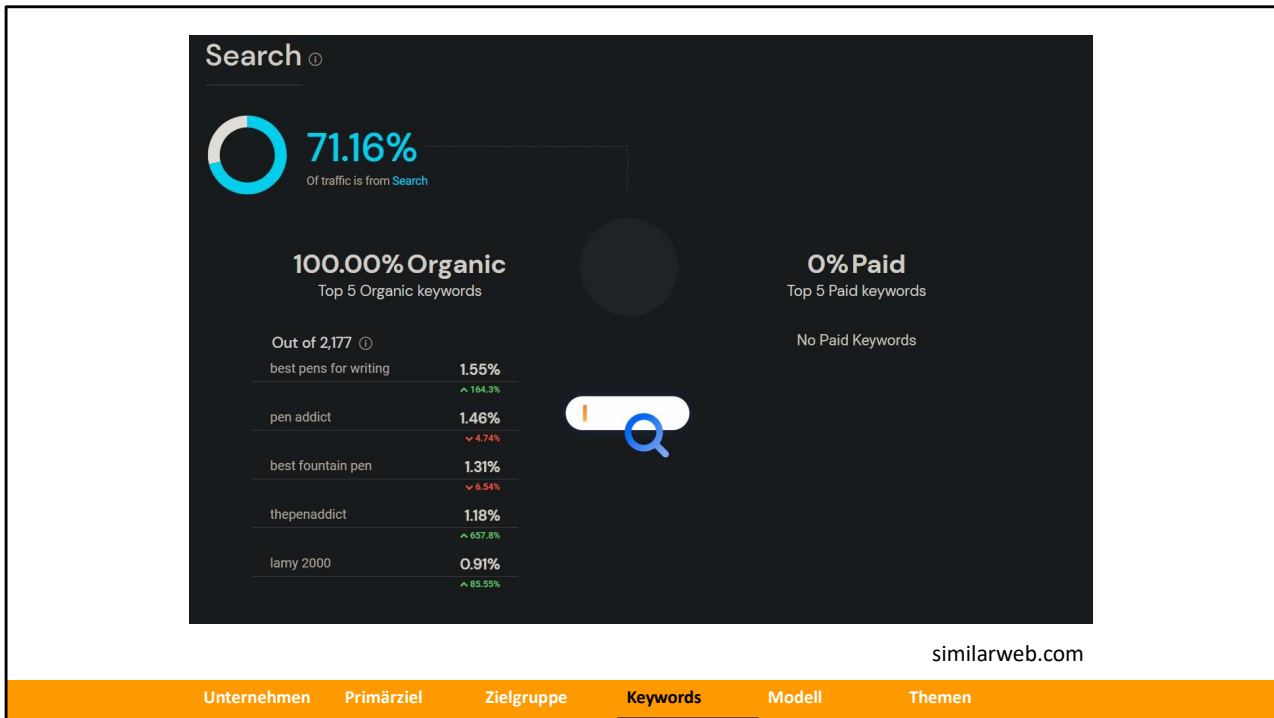 Search
71.16%
Of traffic is from Search
100.00% Organic
Top 5 Organic keywords
Out of 2,177
best pens for writing 1.55%
164.3%
pen addict 1.46%
4.74%
best fountain pen 1.31%
6.54%
thepenaddict 1.18%
657.8%
lamy 2000 0.91%
85.55%
0% Paid
Top 5 Paid keywords
No Paid Keywords
similarweb.com
Unternehmen Primärziel Zielgruppe Keywords Modell Themen